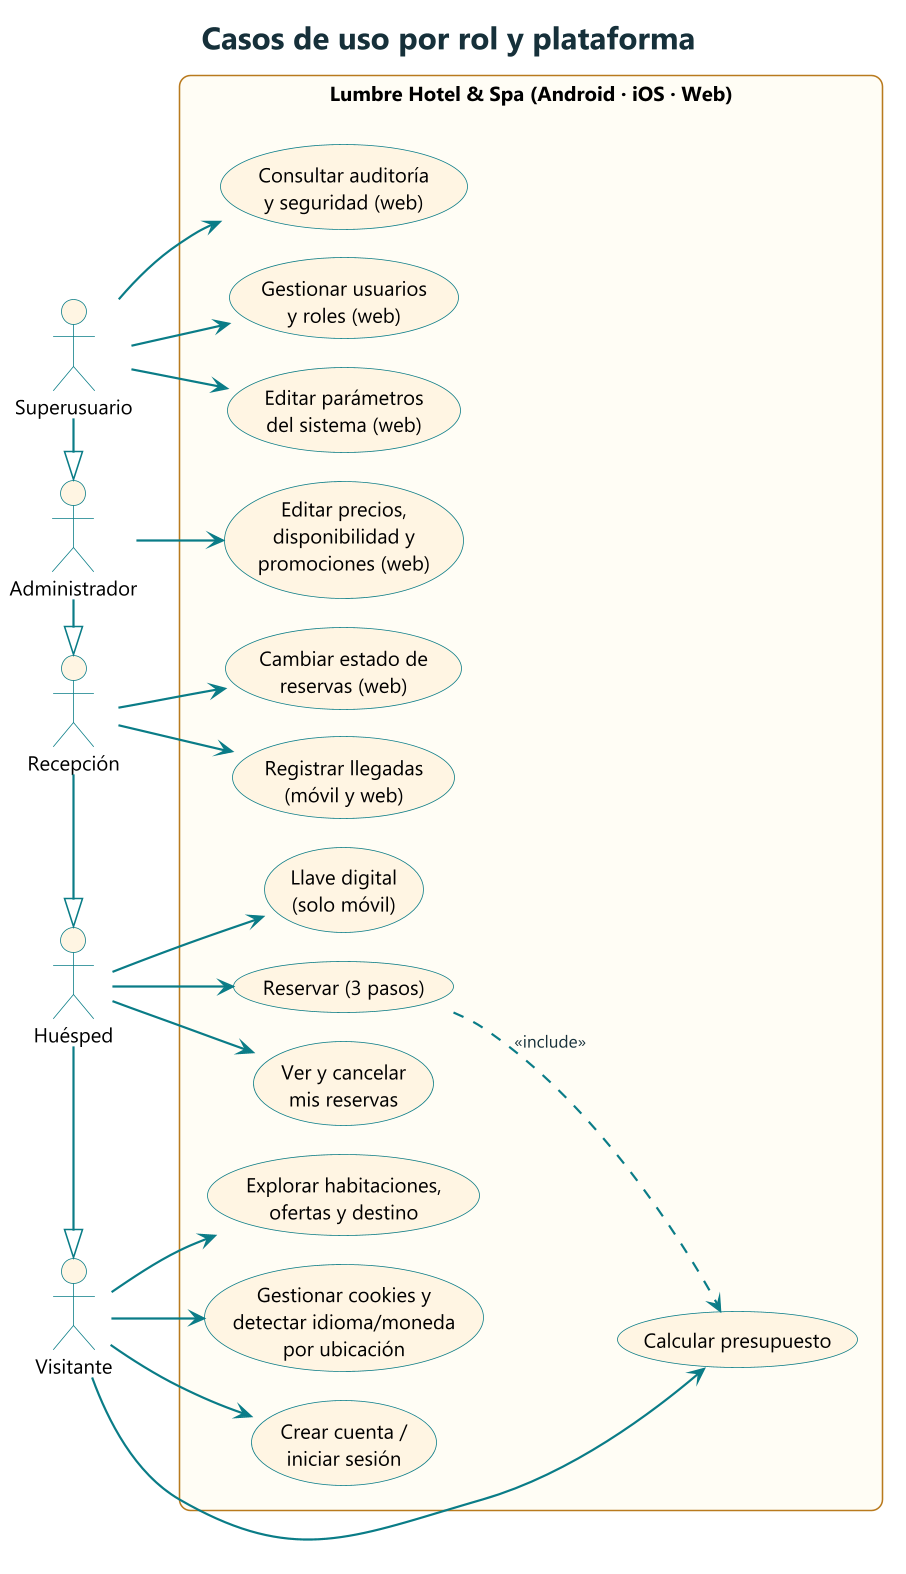 Casos de uso por rol y plataforma
Lumbre Hotel & Spa (Android · iOS · Web)
Consultar auditoría
y seguridad (web)
Gestionar usuarios
y roles (web)
Editar parámetros
del sistema (web)
Superusuario
Editar precios,
disponibilidad y
promociones (web)
Administrador
Cambiar estado de
reservas (web)
Registrar llegadas
(móvil y web)
Recepción
Llave digital
(solo móvil)
Reservar (3 pasos)
«include»
Ver y cancelar
mis reservas
Huésped
Explorar habitaciones,
ofertas y destino
Gestionar cookies y
detectar idioma/moneda
por ubicación
Calcular presupuesto
Visitante
Crear cuenta /
iniciar sesión